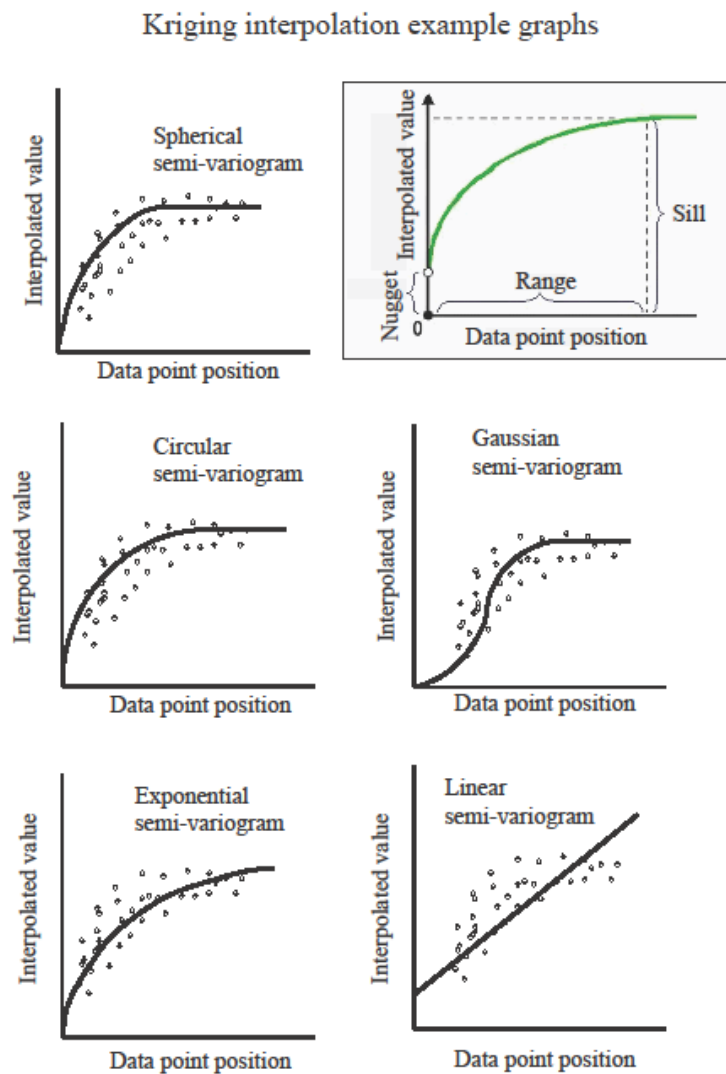 Kriging interpolation example graphs
Spherical
semi-variogram
Interpolated value
Data point position
Interpolated value
Nugget
0
Range
Sill
Data point position
Circular
semi-variogram
Interpolated value
Data point position
Gaussian
semi-variogram
Interpolated value
Data point position
Exponential
semi-variogram
Interpolated value
Data point position
Linear
semi-variogram
Interpolated value
Data point position